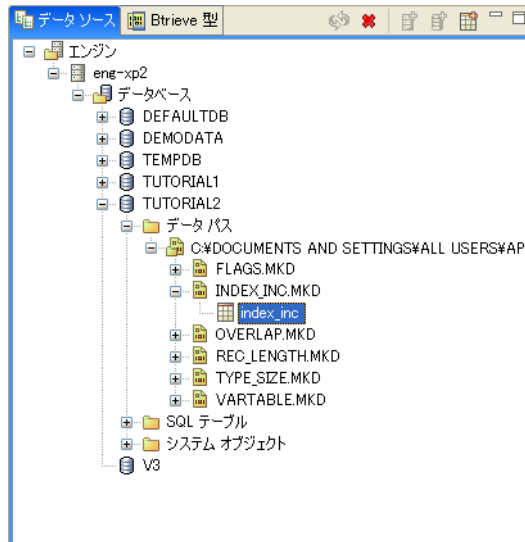 データ ソース Btrieve 型
エンジン
eng-xp2
データベース
DEFAULTDB
DEMODATA
TEMPDB
TUTORIAL1
TUTORIAL2
データ パス
C:¥DOCUMENTS AND SETTINGS¥ALL USERS¥AP
FLAGS.MKD
INDEX_INC.MKD
index_inc
OVERLAP.MKD
REC_LENGTH.MKD
TYPE_SIZE.MKD
VARTABLE.MKD
SQL テーブル
システム オブジェクト
V3